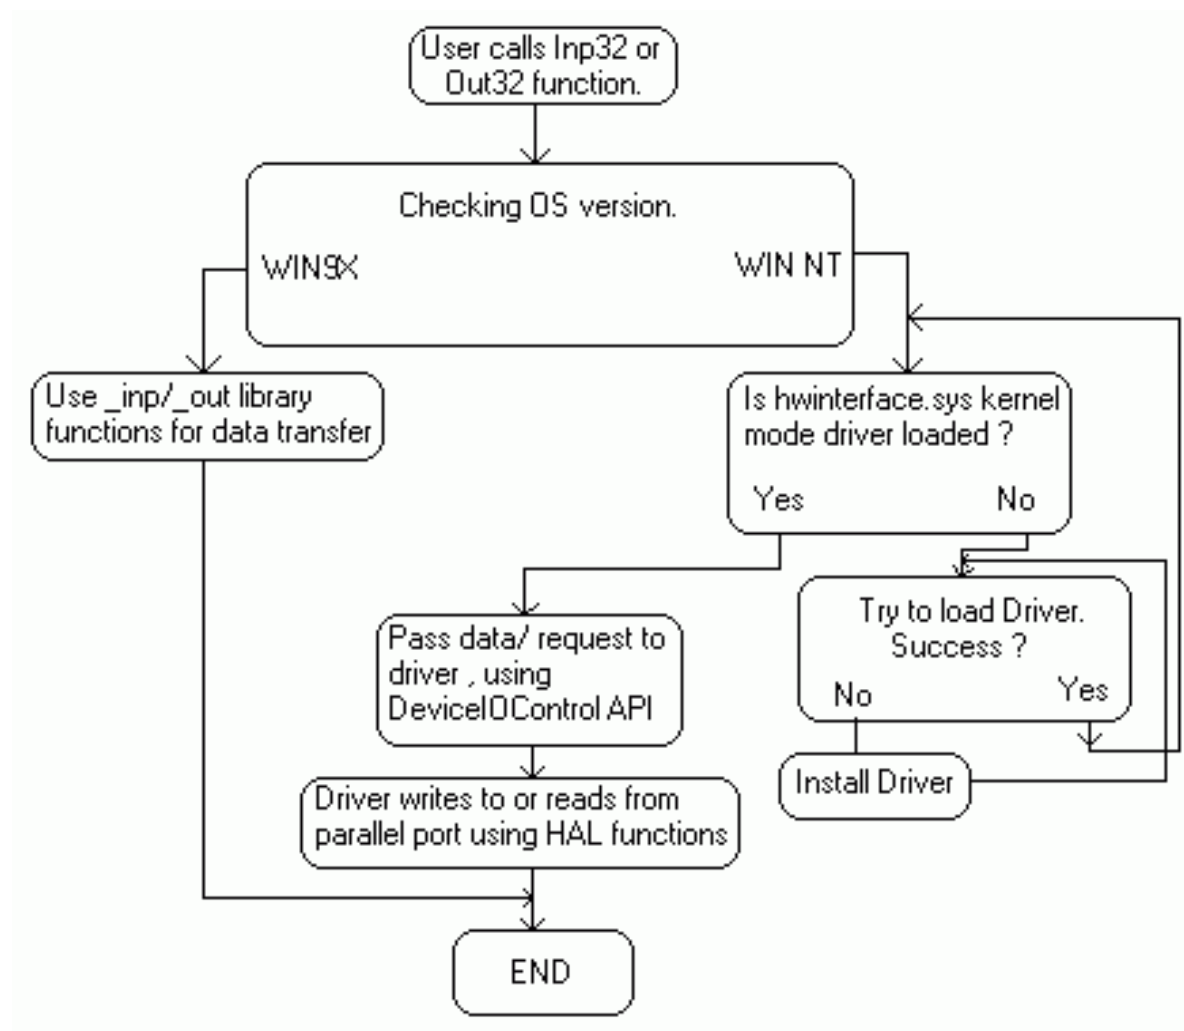 User calls Inp32 or
Out32 function.
Checking OS version.
WIN9X
WIN NT
Use _inp/_out library
functions for data transfer
Is hwinterface.sys kernel
mode driver loaded ?
Yes
No
Try to load Driver.
Success ?
No
Yes
Pass data/ request to
driver , using
DeviceIOControl API
Install Driver
Driver writes to or reads from
parallel port using HAL functions
END